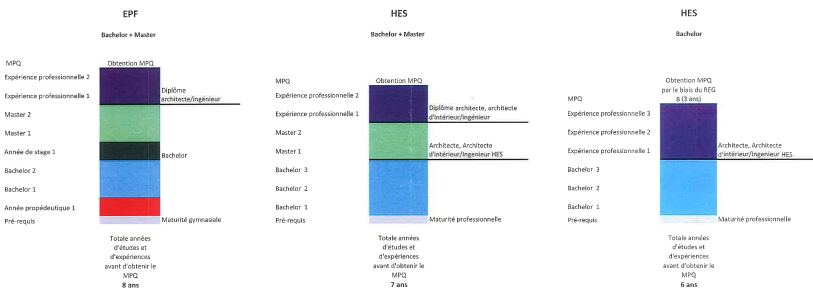 EPF
Bachelor + Master
MPQ
Obtention MPQ
Expérience professionnelle 2
Expérience professionnelle 1
Diplôme
architecte/ingénieur
Master 2
Master 1
Année de stage 1
Bachelor
Bachelor 2
Bachelor 1
Année propédeutique 1
Pré-requis
Maturité gymnasiale
Totale années
d'études et
d'expériences
avant d'obtenir le
MPQ
8 ans
HES
Bachelor + Master
MPQ
Obtention MPQ
Expérience professionnelle 2
Expérience professionnelle 1
Diplôme architecte, architecte
d'intérieur/ingénieur
Master 2
Master 1
Architecte, Architecte
d'intérieur/Ingenieur HES
Bachelor 3
Bachelor 2
Bachelor 1
Pré-requis
Maturité professionnelle
Totale années
d'études et
d'expériences
avant d'obtenir le
MPQ
7 ans
HES
Bachelor
Obtention MPQ
par le biais du REG
B (3 ans)
MPQ
Expérience professionnelle 3
Expérience professionnelle 2
Expérience professionnelle 1
Architecte, Architecte
d'intérieur/Ingenieur HES
Bachelor 3
Bachelor 2
Bachelor 1
Pré-requis
Maturité professionnelle
Totale années
d'études et
d'expériences
avant d'obtenir le
MPQ
6 ans